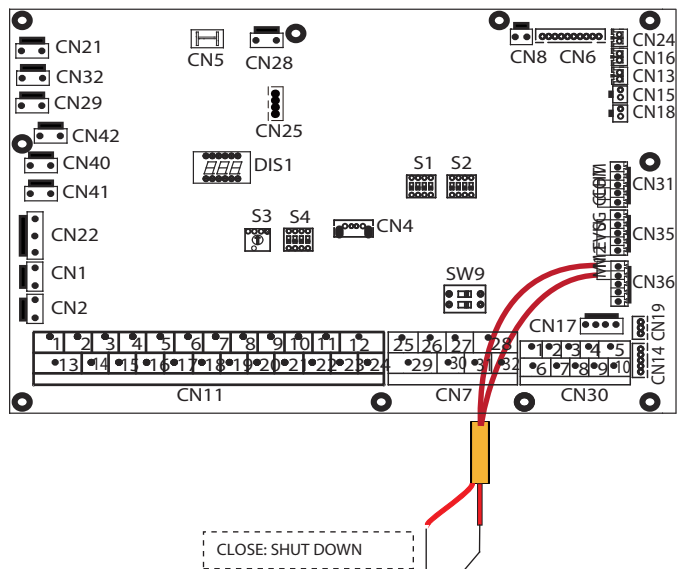 CN21
CN5
CN28
CN8
CN6
CN24
CN16
CN32
CN13
CN29
CN15
CN25
CN18
CN42
CN40
DIS1
S1
S2
CN31
CN41
CN22
S3
S4
CN4
CN35
CN1
SW9
CN36
CN2
CN17
CN19
1 2 3 4 5 6 7 8 9 10 11 12
25 26 27 28
1 2 3 4 5
13 14 15 16 17 18 19 20 21 22 23 24
29 30 31 32
6 7 8 9 10
CN14
CN11
CN7
CN30
CLOSE: SHUT DOWN